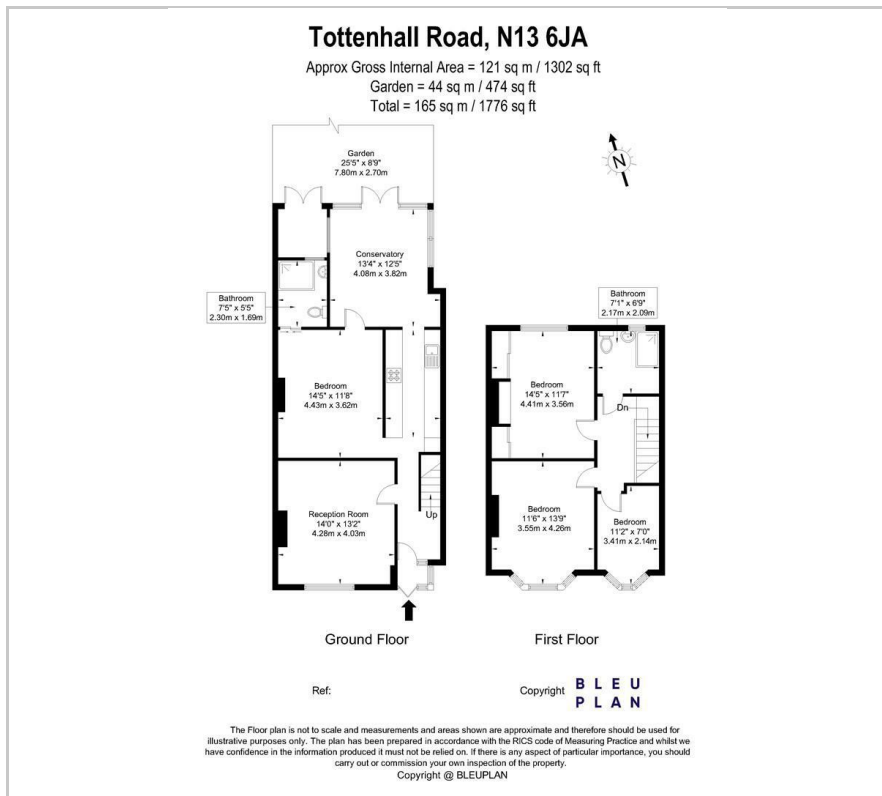 Tottenhall Road, N13 6JA
Approx Gross Internal Area = 121 sq m / 1302 sq ft
Garden = 44 sq m / 474 sq ft
Total = 165 sq m / 1776 sq ft
Garden
25'5" x 8'9"
7.80m x 2.70m
N
Conservatory
13'4" x 12'5"
4.08m x 3.82m
Bathroom
7'5" x 5'5"
2.30m x 1.69m
Bedroom
14'5" x 11'8"
4.43m x 3.62m
Reception Room
14'0" x 13'2"
4.28m x 4.03m
Up
Ground Floor
Bathroom
7'1" x 6'9"
2.17m x 2.09m
Bedroom
14'5" x 11'7"
4.41m x 3.56m
Dn
Bedroom
11'6" x 13'9"
3.55m x 4.26m
Bedroom
11'2" x 7'0"
3.41m x 2.14m
First Floor
Ref:
Copyright
BLEU
PLAN
The Floor plan is not to scale and measurements and areas shown are approximate and therefore should be used for
illustrative purposes only. The plan has been prepared in accordance with the RICS code of Measuring Practice and whilst we
have confidence in the information produced it must not be relied on. If there is any aspect of particular importance, you should
carry out or commission your own inspection of the property.
Copyright @ BLEUPLAN